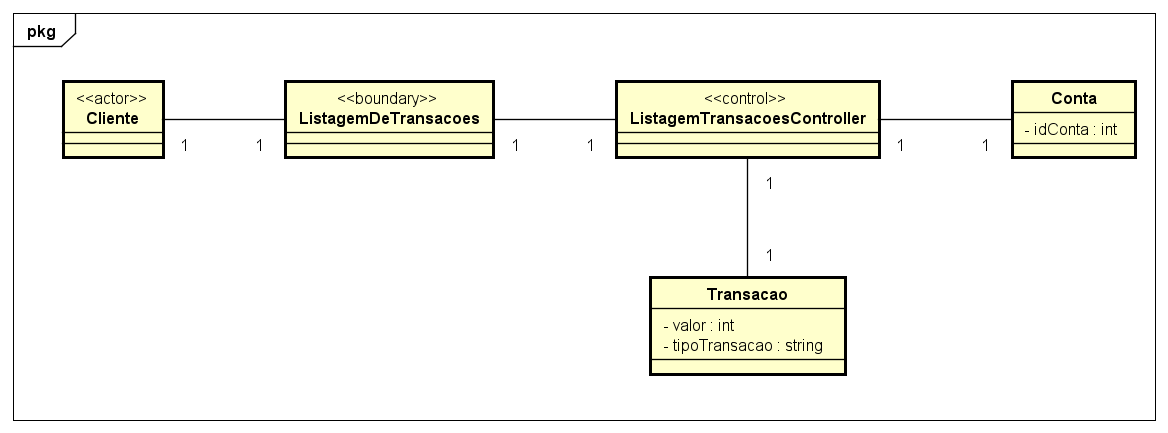 pkg
<<actor>>
Cliente
<<boundary>>
ListagemDeTransacoes
<<control>>
ListagemTransacoesController
Conta
- idConta : int
1
1
1
1
1
1
1
1
Transacao
- valor : int
- tipoTransacao : string